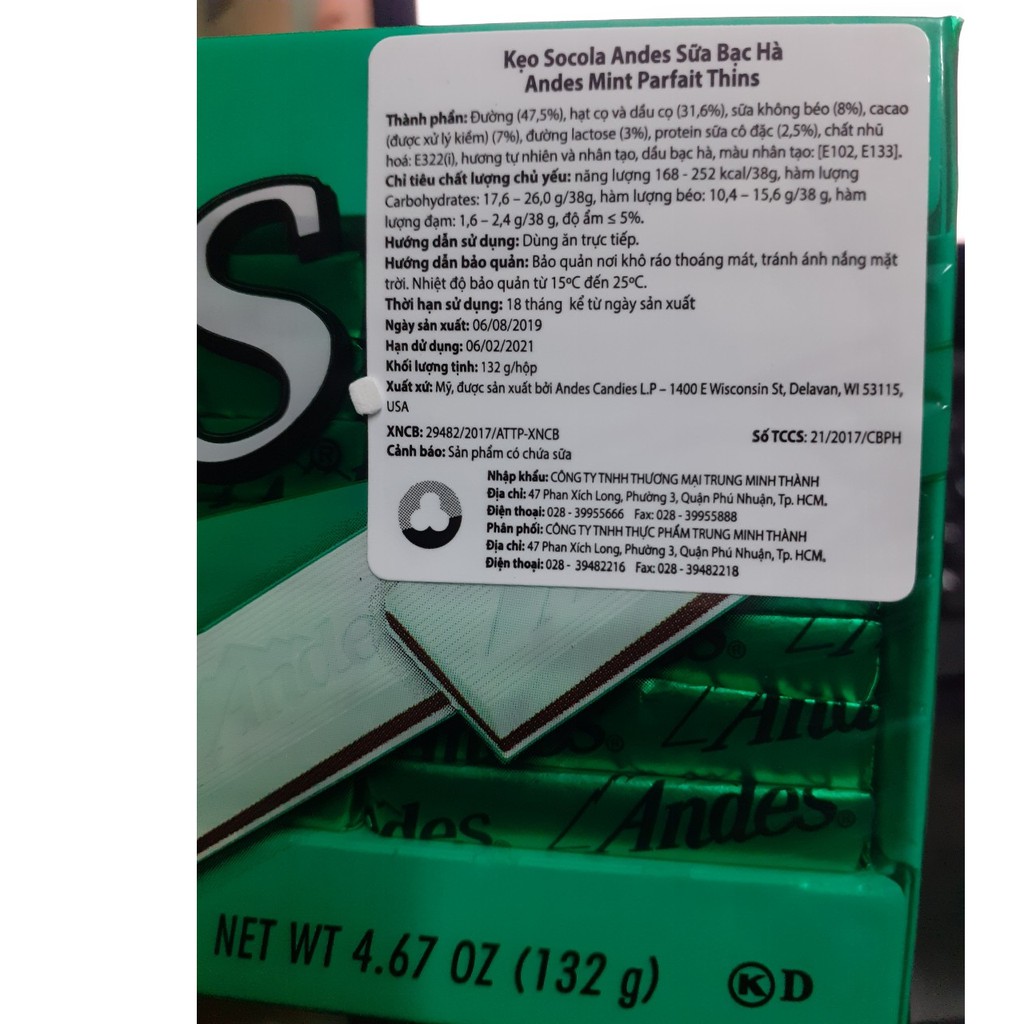 Kẹo Socola Andes Sữa Bạc Hà
Andes Mint Parfait Thins
Thành phần: Đường (47,5%), hạt cọ và dầu cọ (31,6%), sữa không béo (8%), cacao
(được xử lý kiềm) (7%), đường lactose (3%), protein sữa cô đặc (2,5%), chất nhũ
hoá: E322(i), hương tự nhiên và nhân tạo, dầu bạc hà, màu nhân tạo: [E102, E133].
Chỉ tiêu chất lượng chủ yếu: năng lượng 168 - 252 kcal/38g, hàm lượng
Carbohydrates: 17,6 – 26,0 g/38g, hàm lượng béo: 10,4 – 15,6 g/38 g, hàm
lượng đạm: 1,6 – 2,4 g/38 g, độ ẩm ≤ 5%.
Hướng dẫn sử dụng: Dùng ăn trực tiếp.
Hướng dẫn bảo quản: Bảo quản nơi khô ráo thoáng mát, tránh ánh nắng mặt
trời. Nhiệt độ bảo quản từ 15ºC đến 25ºC.
Thời hạn sử dụng: 18 tháng kể từ ngày sản xuất
Ngày sản xuất: 06/08/2019
Hạn dử dụng: 06/02/2021
Khối lượng tịnh: 132 g/hộp
Xuất xứ: Mỹ, được sản xuất bởi Andes Candies L.P – 1400 E Wisconsin St, Delavan, WI 53115,
USA
XNCB: 29482/2017/ATTP-XNCB Số TCCS: 21/2017/CBPH
Cảnh báo: Sản phẩm có chứa sữa
Nhập khẩu: CÔNG TY TNHH THƯƠNG MẠI TRUNG MINH THÀNH
Địa chỉ: 47 Phan Xích Long, Phường 3, Quận Phú Nhuận, Tp. HCM.
Điện thoại: 028 - 39955666 Fax: 028 - 39955888
Phân phối: CÔNG TY TNHH THỰC PHẨM TRUNG MINH THÀNH
Địa chỉ: 47 Phan Xích Long, Phường 3, Quận Phú Nhuận, Tp. HCM.
Điện thoại: 028 - 39482216 Fax: 028 - 39482218
S®
Andes
Andes
Andes®
NET WT 4.67 OZ (132 g) K D